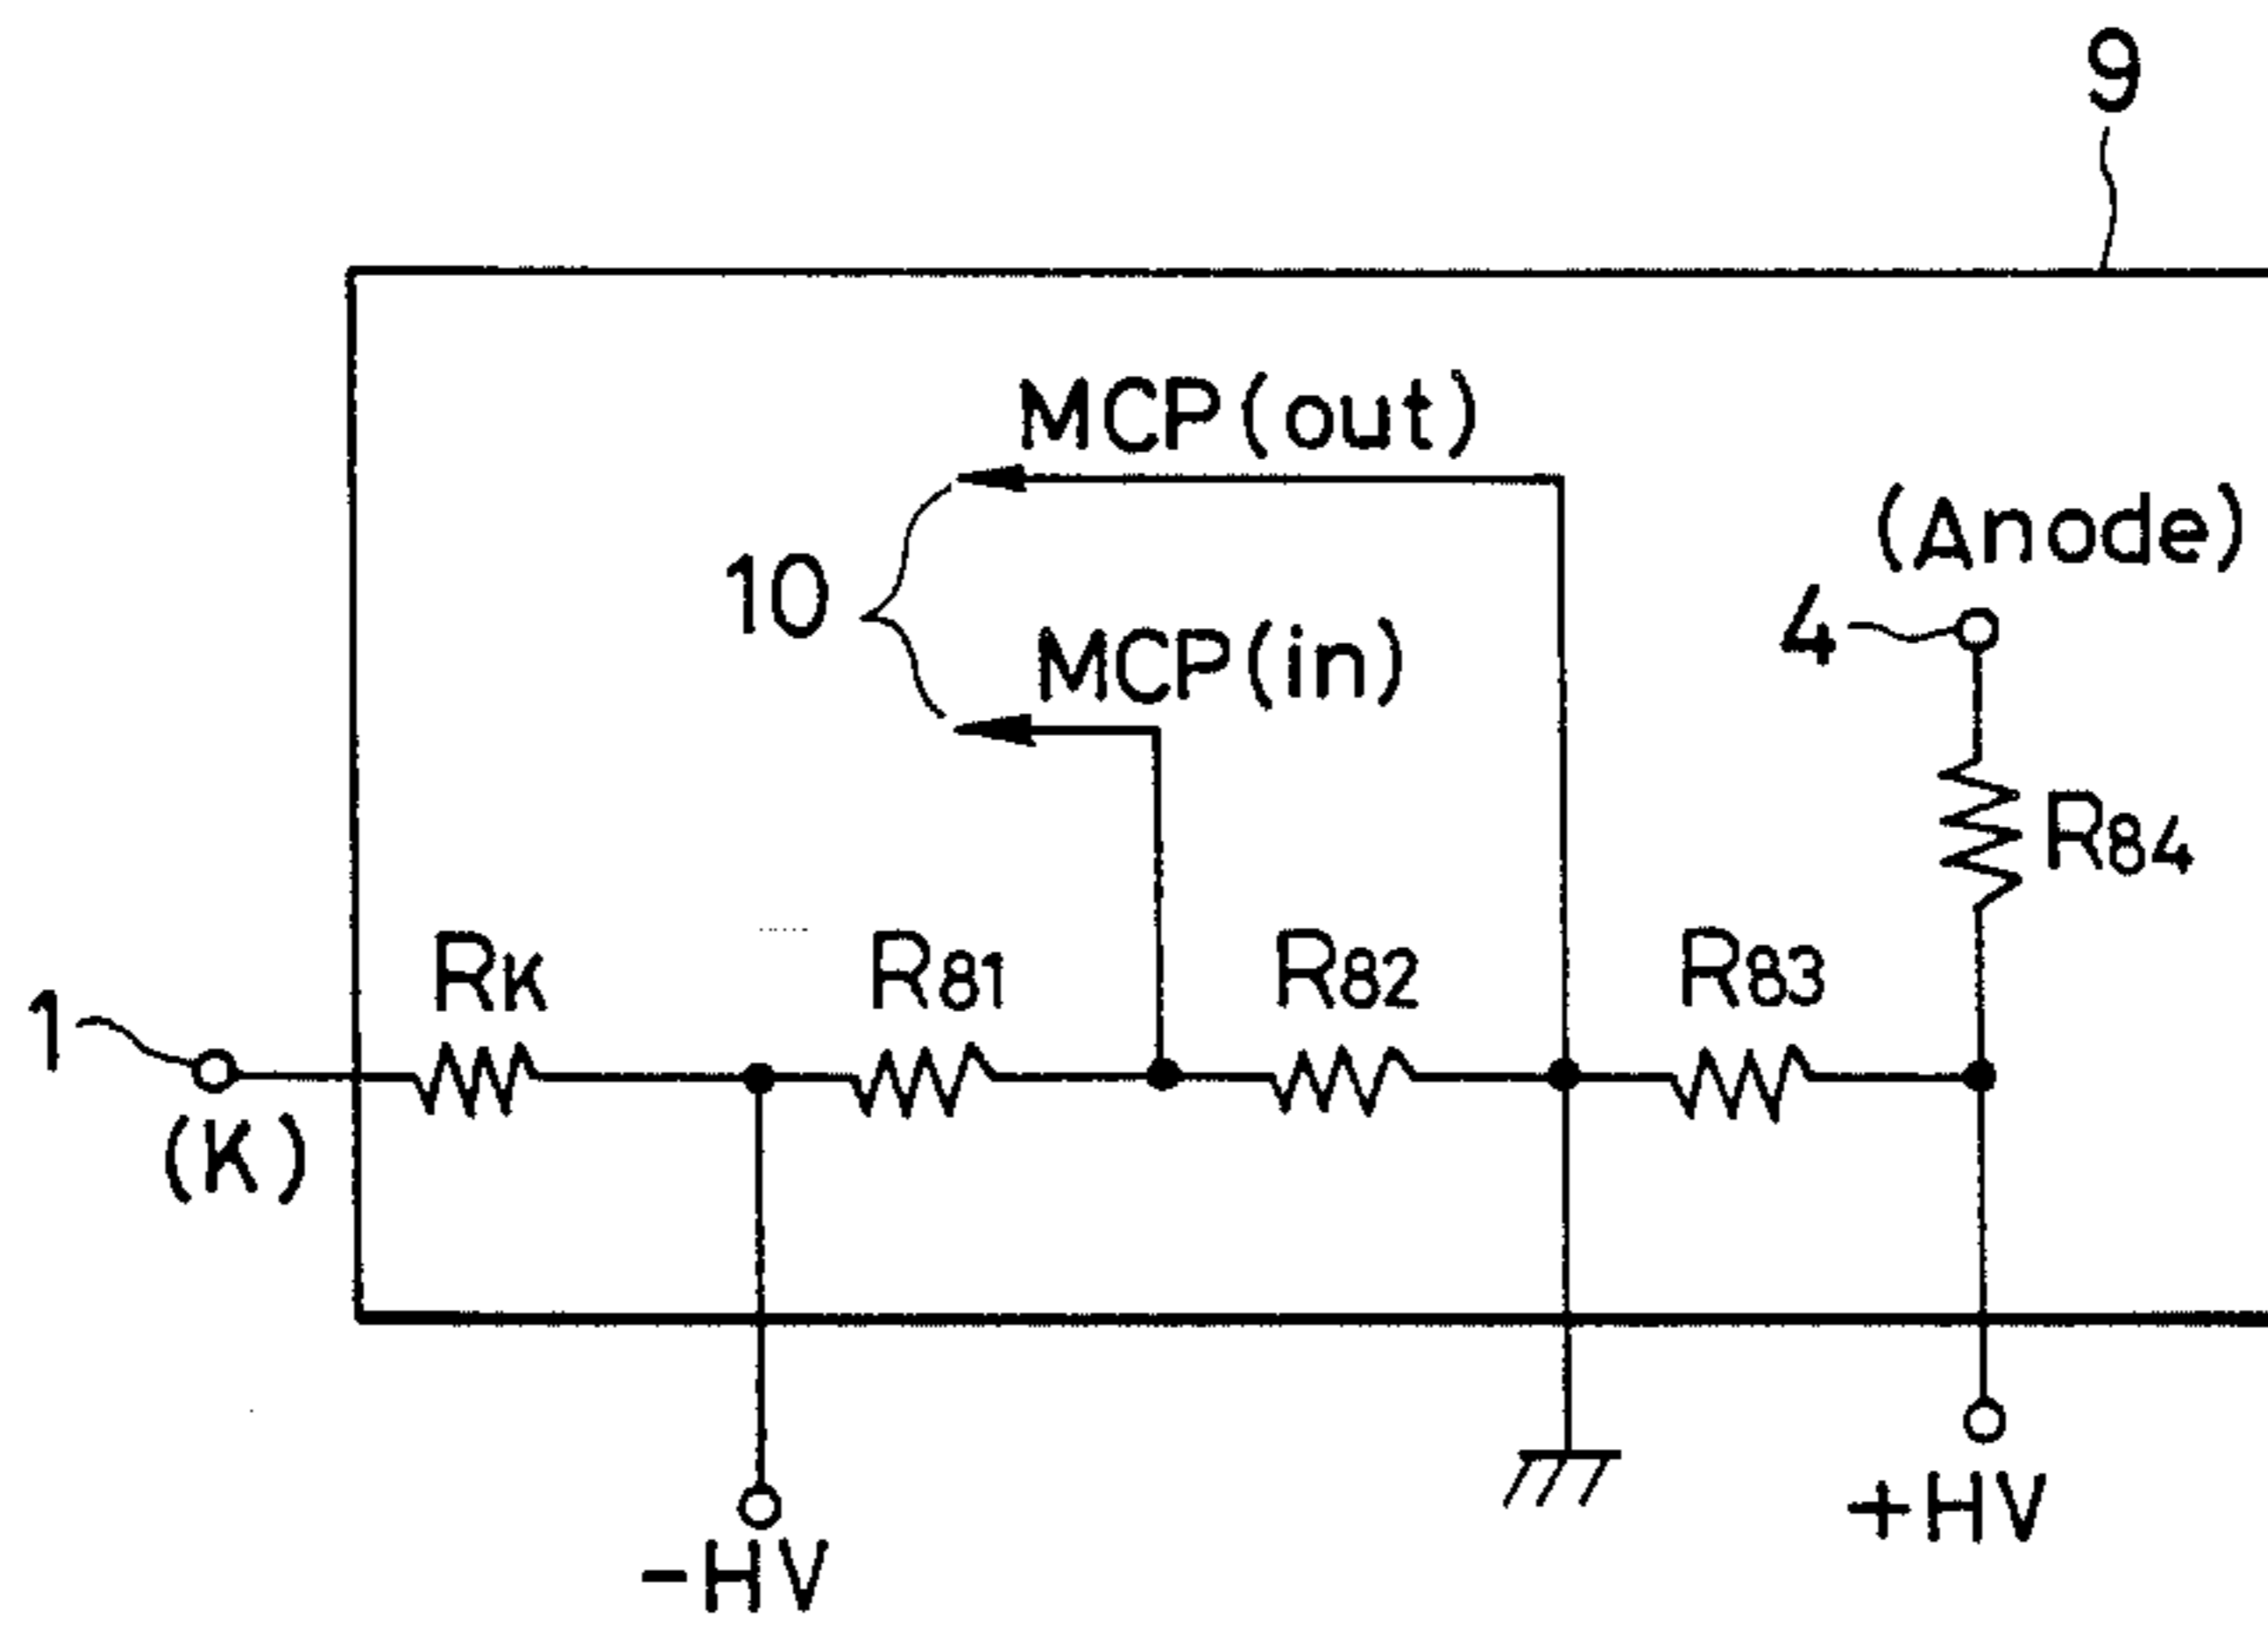 9
MCP(out)
(Anode)
10
4
MCP(in)
R84
RK
R81
R82
R83
1
(K)
+HV
-HV